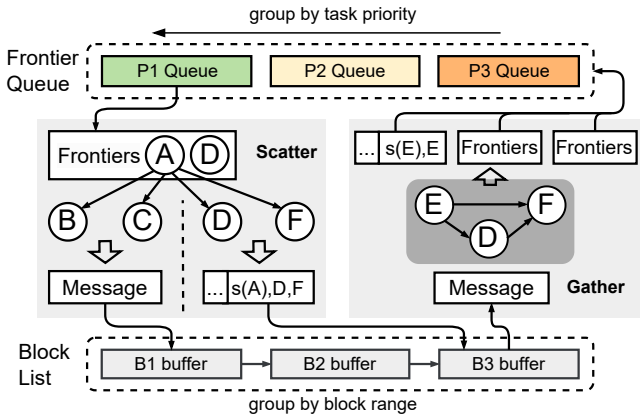 group by task priority
Frontier
Queue
P1 Queue
P2 Queue
P3 Queue
Frontiers
A
D
Scatter
B
C
D
F
Message
... s(A),D,F
... s(E),E
Frontiers
Frontiers
E
F
D
Message
Gather
Block
List
B1 buffer
B2 buffer
B3 buffer
group by block range